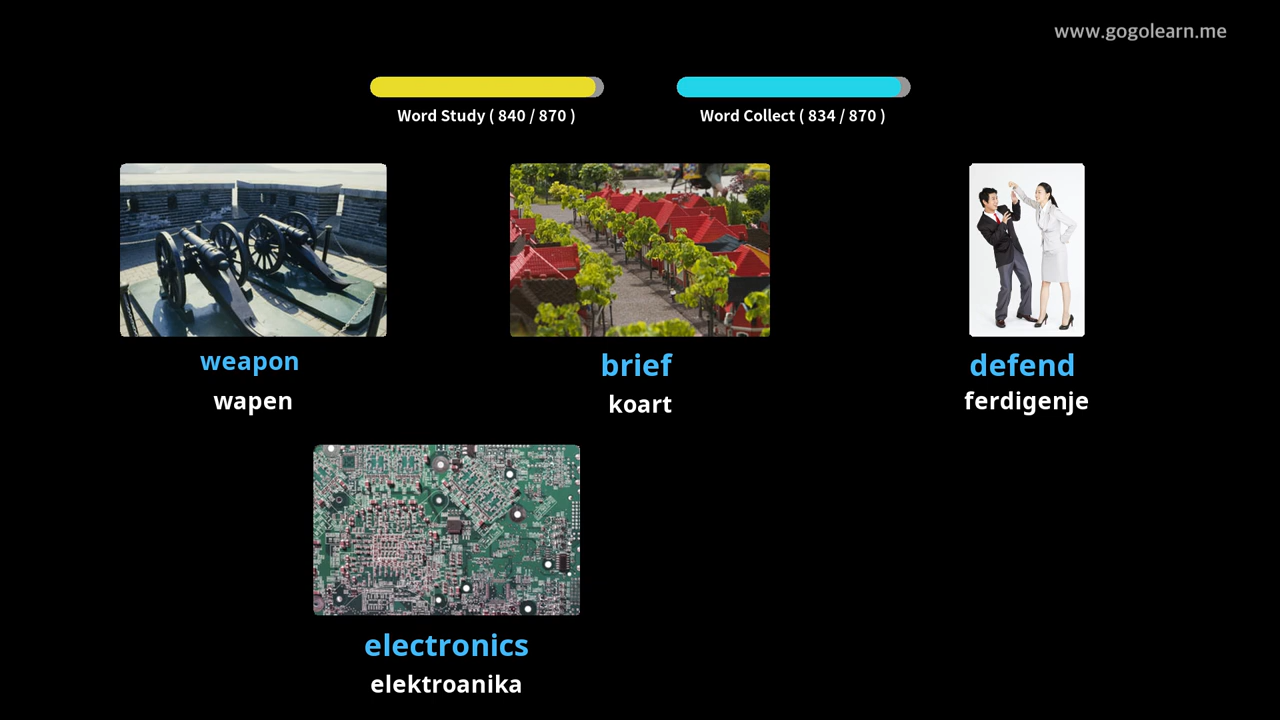 www.gogolearn.me
Word Study ( 840 / 870 )
Word Collect ( 834 / 870 )
weapon
wapen
brief
koart
defend
ferdigenje
electronics
elektroanika